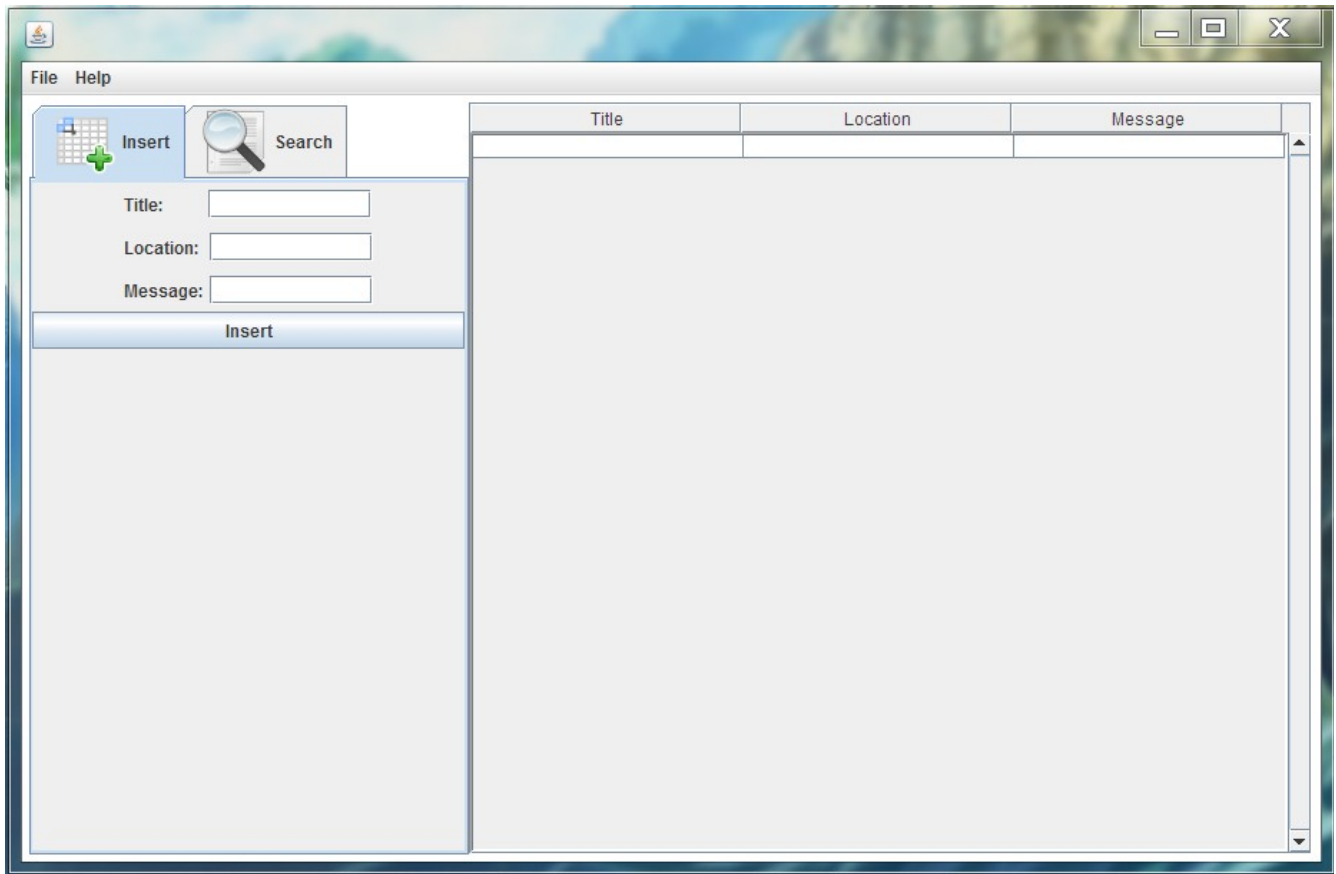 File Help
Insert Search
Title:
Location:
Message:
Insert
Title Location Message